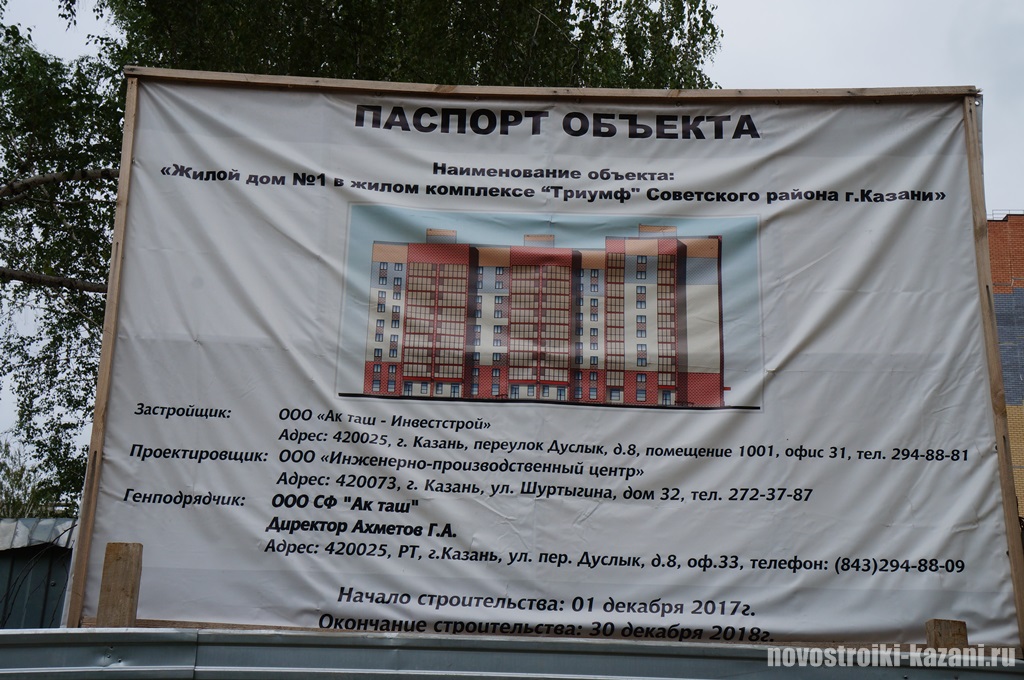 ПАСПОРТ ОБЪЕКТА
Наименование объекта:
«Жилой дом №1 в жилом комплексе "Триумф" Советского района г.Казани»
Застройщик: ООО «Ак таш - Инвестстрой»
Адрес: 420025, г. Казань, переулок Дуслык, д.8, помещение 1001, офис 31, тел. 294-88-81
Проектировщик: ООО «Инженерно-производственный центр»
Адрес: 420073, г. Казань, ул. Шуртыгина, дом 32, тел. 272-37-87
Генподрядчик: ООО СФ "Ак таш"
Директор Ахметов Г.А.
Адрес: 420025, РТ, г.Казань, ул. пер. Дуслык, д.8, оф.33, телефон: (843)294-88-09
Начало строительства: 01 декабря 2017г.
Окончание строительства: 30 декабря 2018г.
novostroiki-kazani.ru